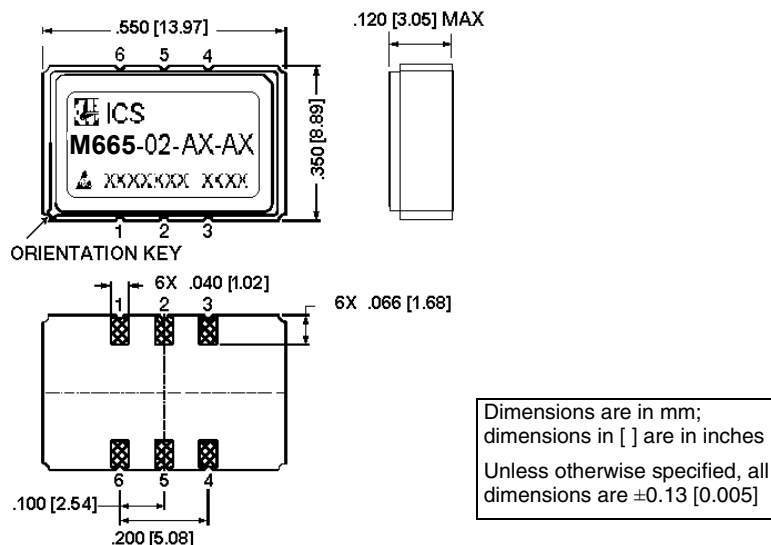 .550 [13.97]
.120 [3.05] MAX
6 5 4
ICS
M665-02-AX-AX
XXXXXXX XXXX
.350 [8.89]
1 2 3
ORIENTATION KEY
6X .040 [1.02]
1 2 3
6X .066 [1.68]
6 5 4
.100 [2.54]
.200 [5.08]
Dimensions are in mm;
dimensions in [ ] are in inches
Unless otherwise specified, all
dimensions are ±0.13 [0.005]